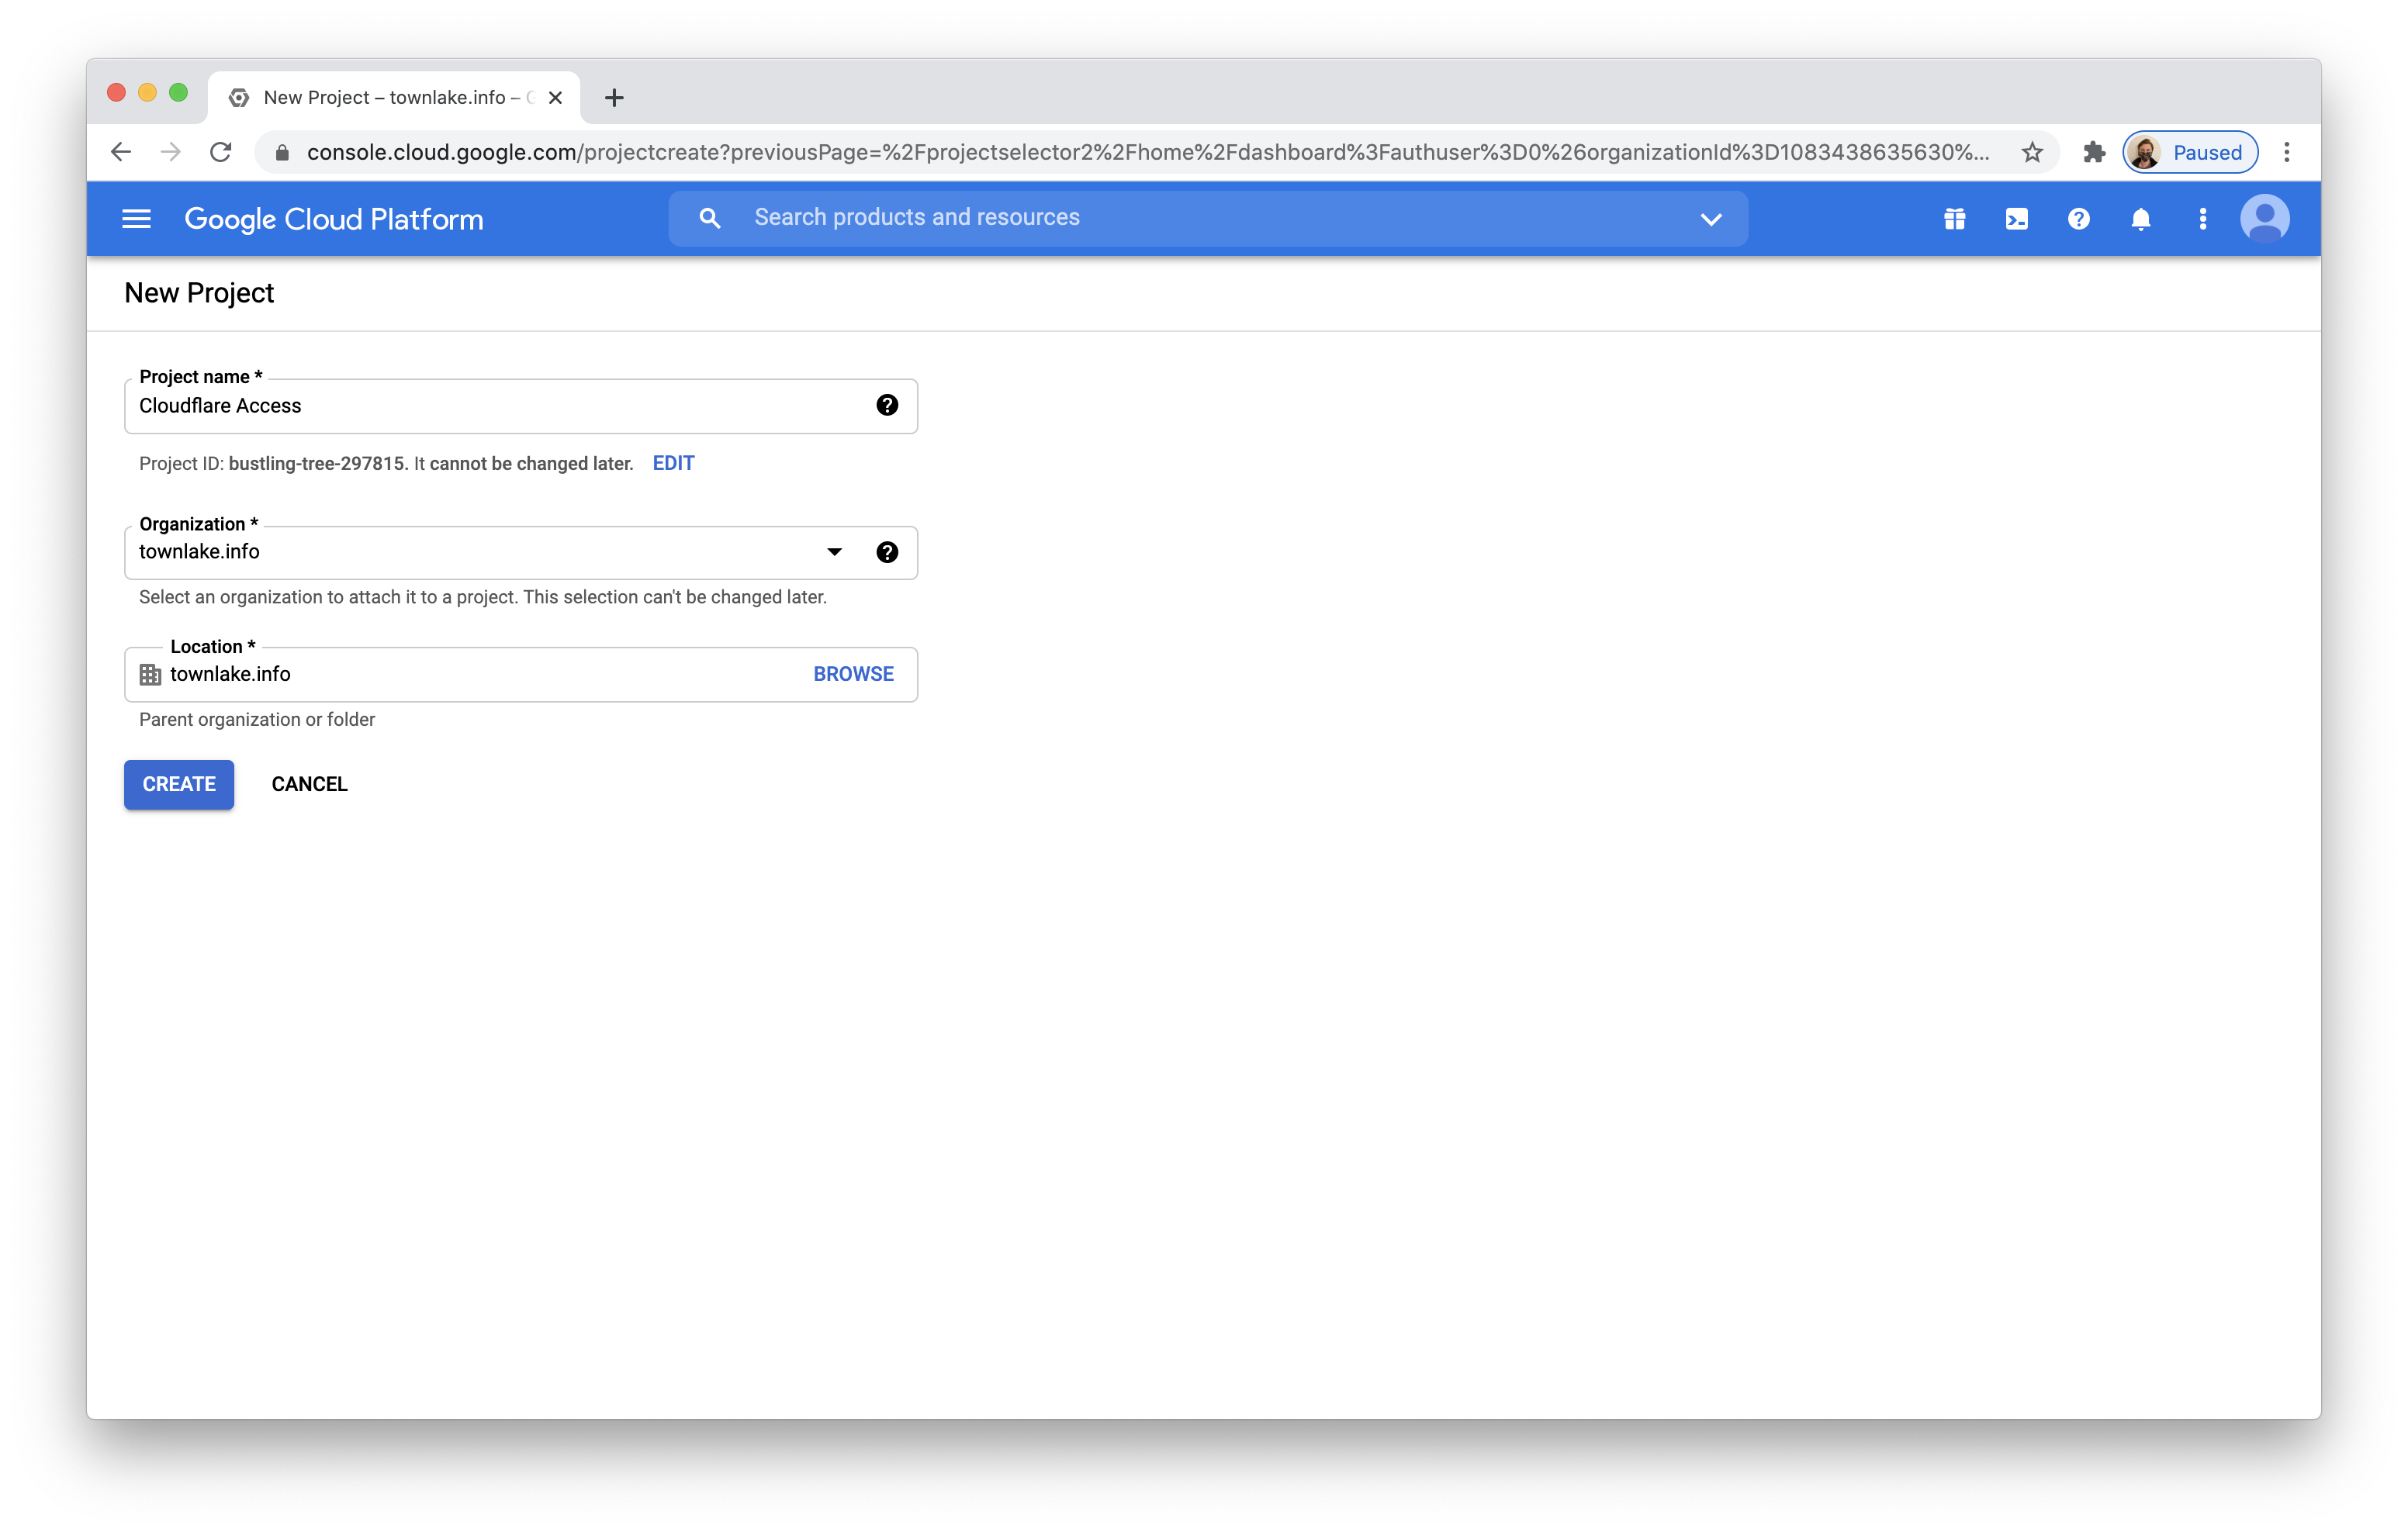 New Project – townlake.info –
console.cloud.google.com/projectcreate?previousPage=%2Fprojectselector2%2Fhome%2Fdashboard%3Fauthuser%3D0%26organizationId%3D1083438635630%...
Paused
Google Cloud Platform
Search products and resources
New Project
Project name *
Cloudflare Access
Project ID: bustling-tree-297815. It cannot be changed later. EDIT
Organization *
townlake.info
Select an organization to attach it to a project. This selection can't be changed later.
Location *
townlake.info BROWSE
Parent organization or folder
CREATE CANCEL